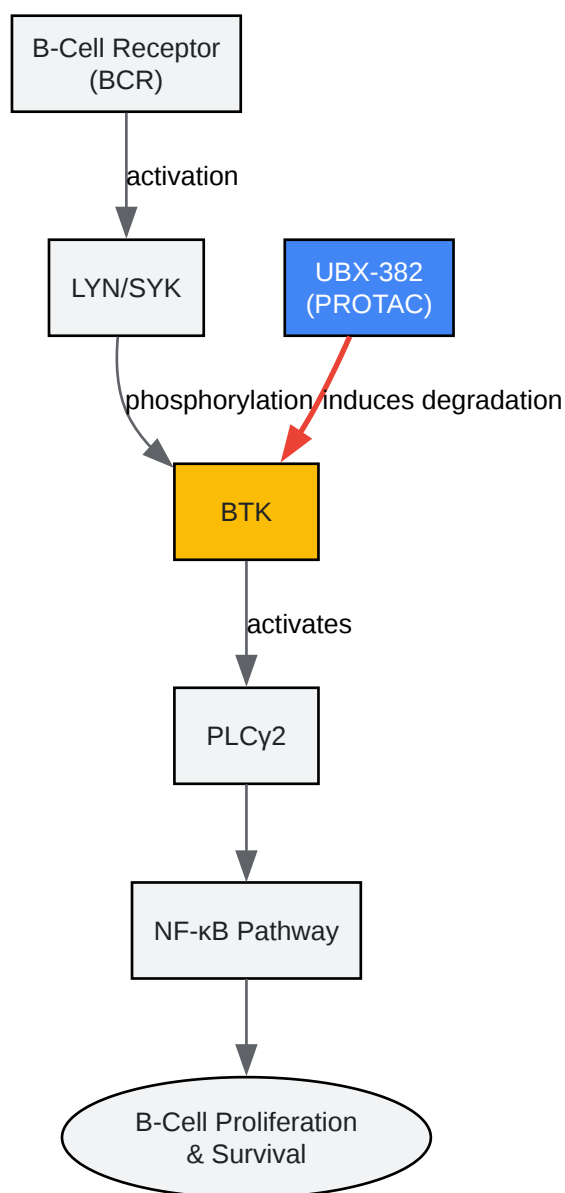 B-Cell Receptor
(BCR)
activation
LYN/SYK
UBX-382
(PROTAC)
phosphorylation
induces degradation
BTK
activates
PLCγ2
NF-κB Pathway
B-Cell Proliferation
& Survival